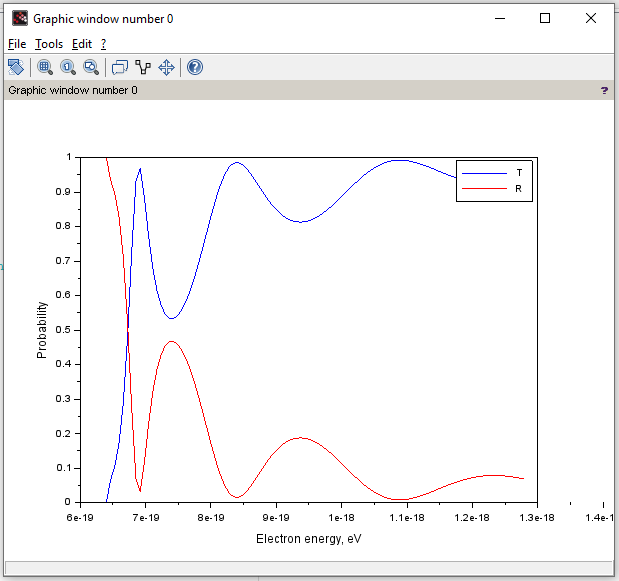 Graphic window number 0
File Tools Edit ?
Graphic window number 0 ?
T
R
1
0.9
0.8
0.7
0.6
0.5
0.4
0.3
0.2
0.1
0
Probability
6e-19 7e-19 8e-19 9e-19 1e-18 1.1e-18 1.2e-18 1.3e-18 1.4e-1
Electron energy, eV